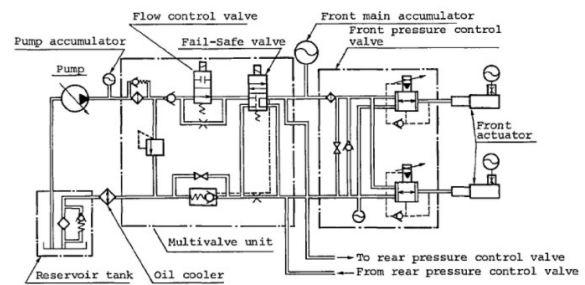 Flow control valve
Front main accumulator
Pump accumulator
Fail-Safe valve
Front pressure control
valve
Pump
Front
actuator
Multivalve unit
To rear pressure control valve
Reservoir tank
Oil cooler
From rear pressure control valve